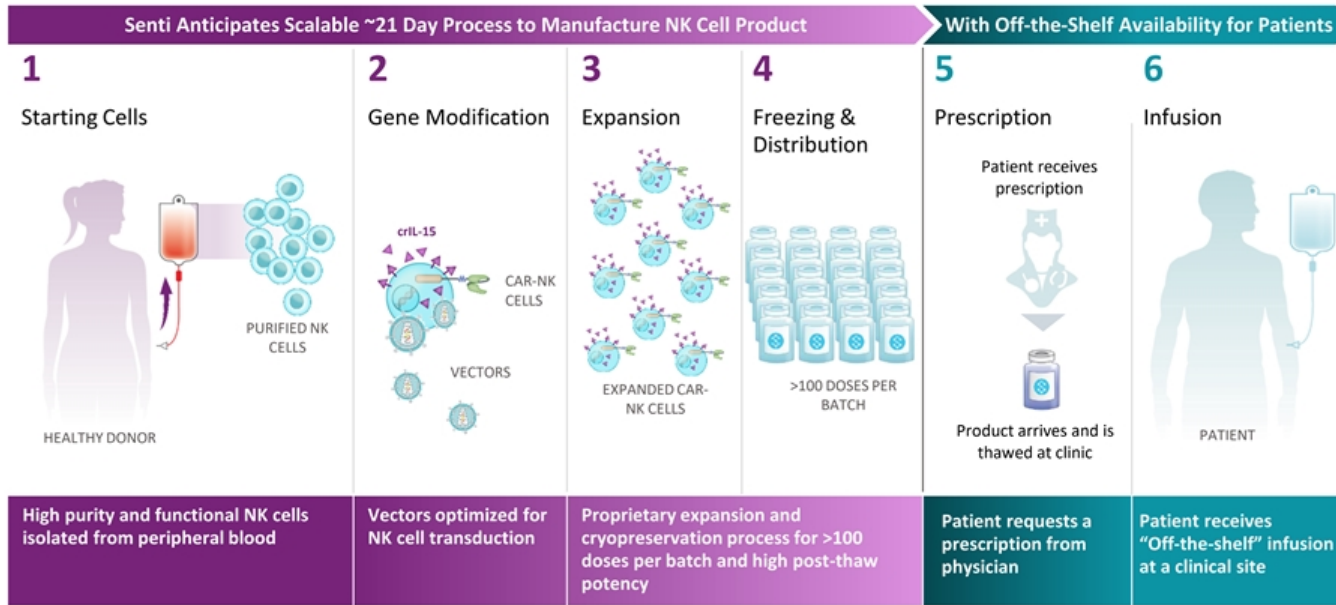 Senti Anticipates Scalable ~21 Day Process to Manufacture NK Cell Product
With Off-the-Shelf Availability for Patients
1
Starting Cells
PURIFIED NK
CELLS
HEALTHY DONOR
High purity and functional NK cells
isolated from peripheral blood
2
Gene Modification
crIL-15
CAR-NK
CELLS
VECTORS
Vectors optimized for
NK cell transduction
3
Expansion
EXPANDED CAR-
NK CELLS
4
Freezing &
Distribution
>100 DOSES PER
BATCH
Proprietary expansion and
cryopreservation process for >100
doses per batch and high post-thaw
potency
5
Prescription
Patient receives
prescription
Product arrives and is
thawed at clinic
Patient requests a
prescription from
physician
6
Infusion
PATIENT
Patient receives
“Off-the-shelf” infusion
at a clinical site